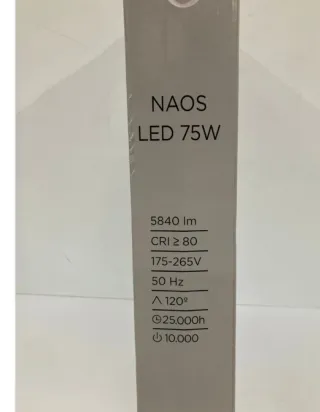 NAOS
LED 75W
5840 lm
CRI ≥ 80
175-265V
50 Hz
120º
25.000h
10.000